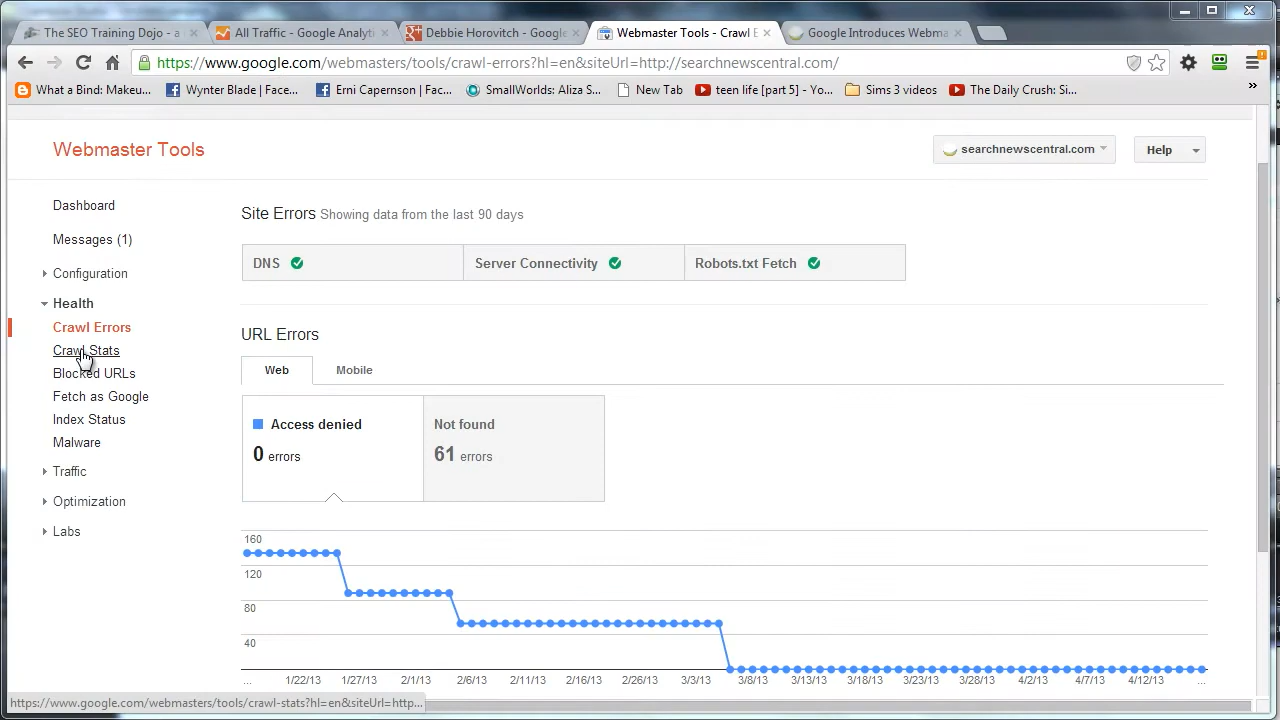 The SEO Training Dojo - a
All Traffic - Google Analyti
Debbie Horovitch - Google
Webmaster Tools - Crawl E
Google Introduces Webma
https://www.google.com/webmasters/tools/crawl-errors?hl=en&siteUrl=http://searchnewscentral.com/
What a Bind: Makeu...
Wynter Blade | Face...
Erni Capernson | Fac...
SmallWorlds: Aliza S...
New Tab
teen life [part 5] - Yo...
Sims 3 videos
The Daily Crush: Si...
Webmaster Tools
searchnewscentral.com
Help
Dashboard
Messages (1)
Configuration
Health
Crawl Errors
Crawl Stats
Blocked URLs
Fetch as Google
Index Status
Malware
Traffic
Optimization
Labs
Site Errors Showing data from the last 90 days
DNS
Server Connectivity
Robots.txt Fetch
URL Errors
Web
Mobile
Access denied
0 errors
Not found
61 errors
160
120
80
40
... 1/22/13 1/27/13 2/1/13 2/6/13 2/11/13 2/16/13 2/26/13 3/3/13 3/8/13 3/13/13 3/18/13 3/23/13 3/28/13 4/2/13 4/7/13 4/12/13 ...
https://www.google.com/webmasters/tools/crawl-stats?hl=en&siteUrl=http...